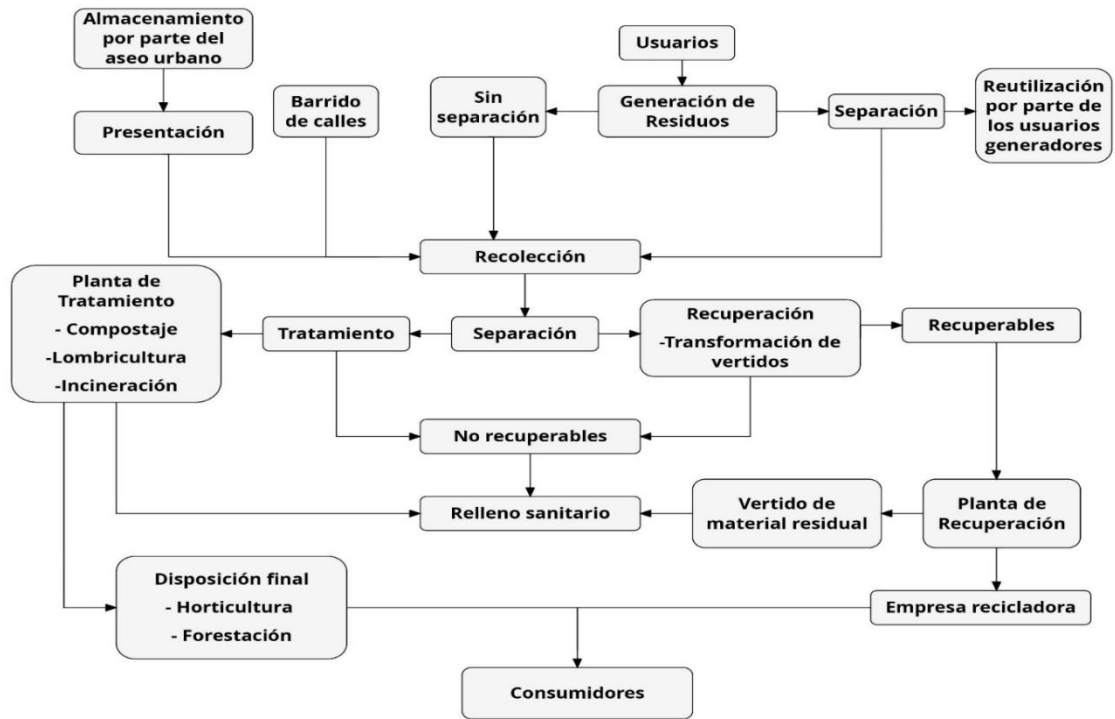 Almacenamiento
por parte del
aseo urbano
Usuarios
Barrido
de calles
Sin
separación
Generación de
Residuos
Separación
Reutilización
por parte de
los usuarios
generadores
Presentación
Recolección
Planta de
Tratamiento
- Compostaje
-Lombricultura
-Incineración
Tratamiento
Separación
Recuperación
-Transformación de
vertidos
Recuperables
No recuperables
Relleno sanitario
Vertido de
material residual
Planta de
Recuperación
Disposición final
- Horticultura
- Forestación
Empresa recicladora
Consumidores